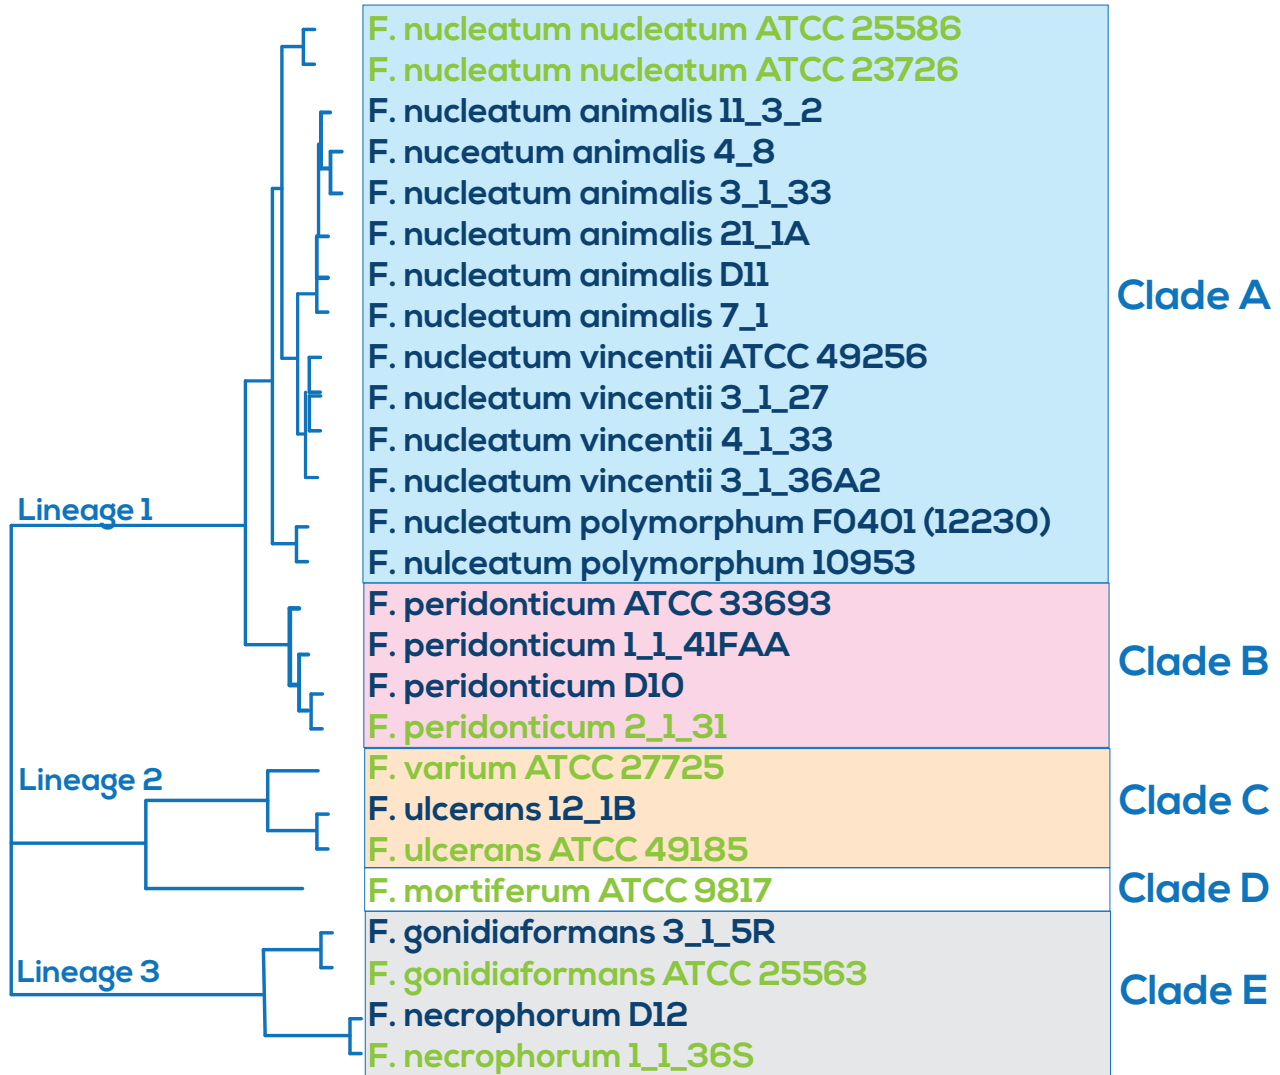 F. nucleatum nucleatum ATCC 25586
F. nucleatum nucleatum ATCC 23726
F. nucleatum animalis 11_3_2
F. nuceatum animalis 4_8
F. nucleatum animalis 3_1_33
F. nucleatum animalis 21_1A
F. nucleatum animalis D11
F. nucleatum animalis 7_1
F. nucleatum vincentii ATCC 49256
F. nucleatum vincentii 3_1_27
F. nucleatum vincentii 4_1_33
F. nucleatum vincentii 3_1_36A2
F. nucleatum polymorphum F0401 (12230)
F. nulceatum polymorphum 10953
Clade A
Lineage 1
F. peridonticum ATCC 33693
F. peridonticum 1_1_41FAA
F. peridonticum D10
F. peridonticum 2_1_31
Clade B
Lineage 2
F. varium ATCC 27725
F. ulcerans 12_1B
F. ulcerans ATCC 49185
Clade C
F. mortiferum ATCC 9817
Clade D
Lineage 3
F. gonidiaformans 3_1_5R
F. gonidiaformans ATCC 25563
F. necrophorum D12
F. necrophorum 1_1_36S
Clade E